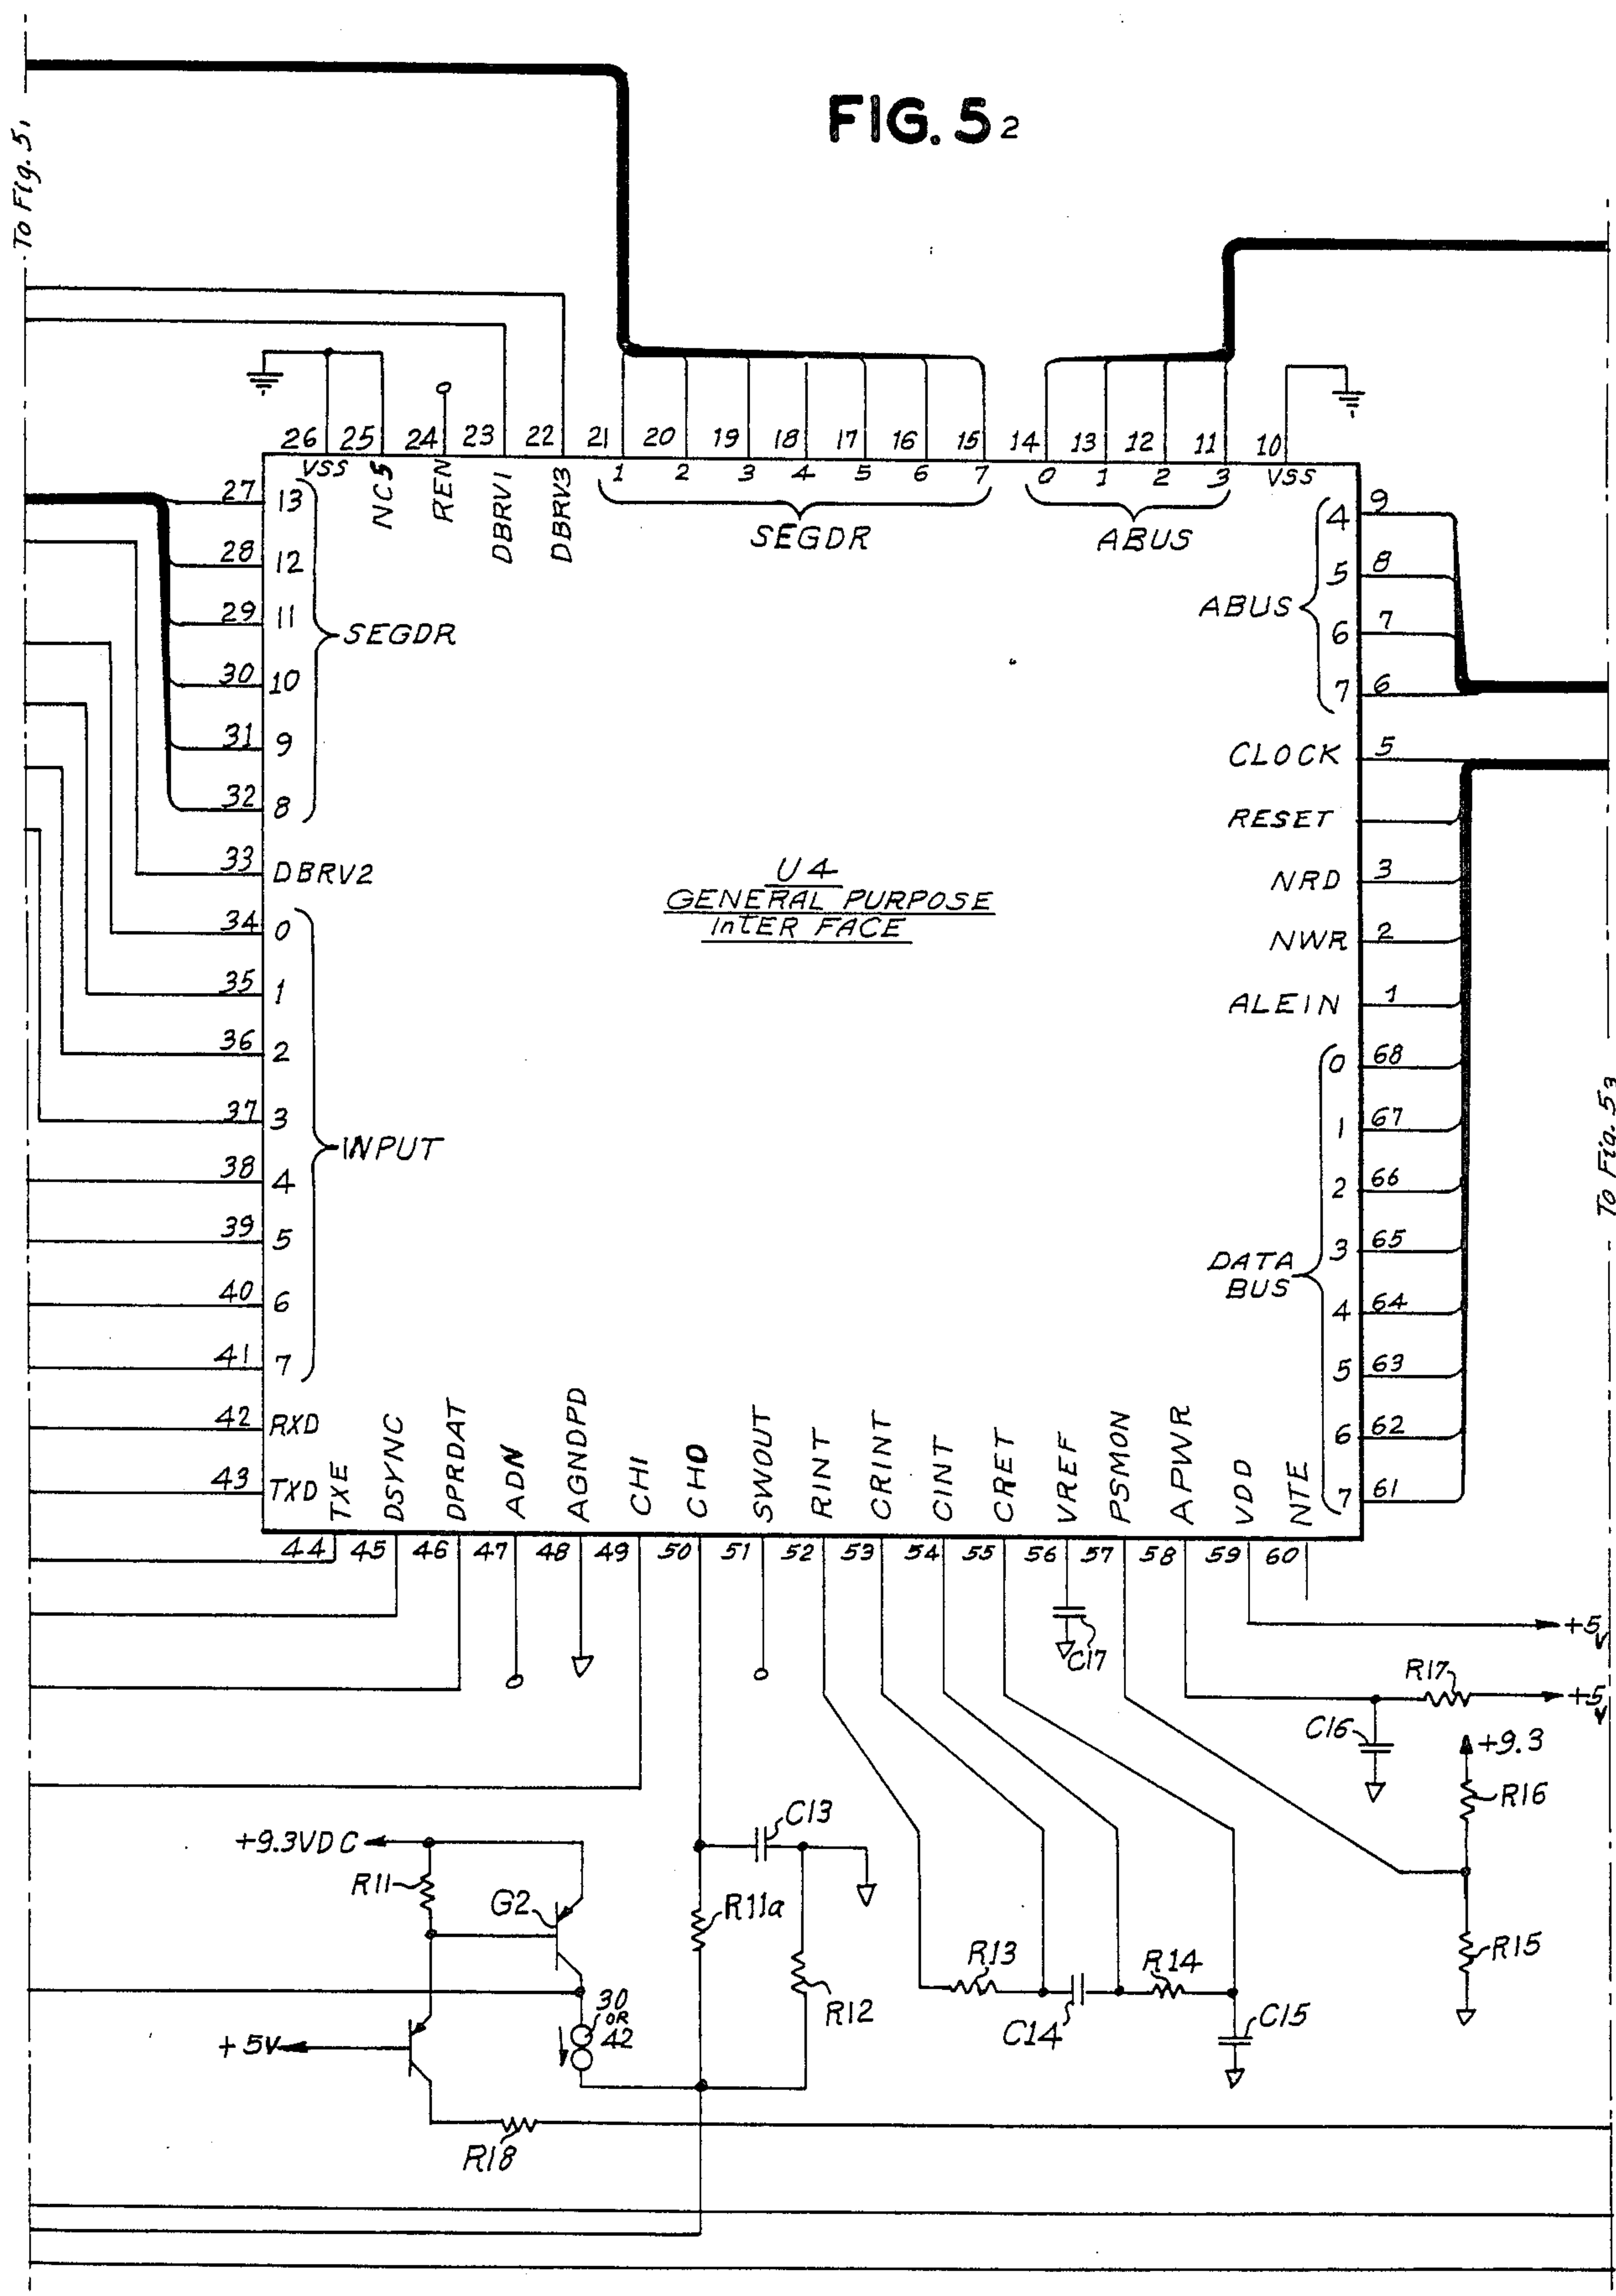 FIG. 5 2
To Fig. 5 1
26 25 24 23 22 21 20 19 18 17 16 15 14 13 12 11 10
VSS NC5 REN DBRV1 DBRV3 1 2 3 4 5 6 7 0 1 2 3 VSS
SEGDR
ABUS
27 13
28 12
29 11
30 10
31 9
32 8
SEGDR
33 DBRV2
34 0
35 1
36 2
37 3
38 4
39 5
40 6
41 7
INPUT
42 RXD
43 TXD
U4
GENERAL PURPOSE
InTER FACE
4 9
5 8
6 7
7 6
ABUS
CLOCK 5
RESET
NRD 3
NWR 2
ALEIN 1
0 68
1 67
2 66
3 65
4 64
5 63
6 62
7 61
DATA
BUS
To Fig. 53
TXE DSYNC DPRDAT ADN AGNDPD CHI CHO SWOUT RINT CRINT CINT CRET VREF PSMON APWR VDD NTE
44 45 46 47 48 49 50 51 52 53 54 55 56 57 58 59 60
C17
+5V
R17
+5V
C16
+9.3
R16
R15
+9.3VDC
R11
G2
C13
R11a
R12
30
OR
42
+5V
R18
R13
C14
R14
C15